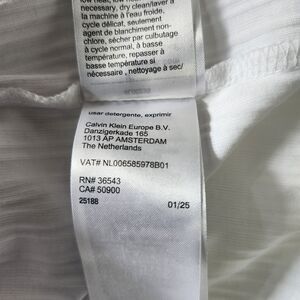 low heat, low iron if
necessary, dry clean/laver à
la machine à l'eau froide,
cycle délicat, seulement
agent de blanchiment non-
chlore, sécher par culbutage
à cycle normal, à basse
température, repasser à
basse température si
nécessaire, nettoyage à sec/
usar detergente, exprimir
Calvin Klein Europe B.V.
Danzigerkade 165
1013 AP AMSTERDAM
The Netherlands
VAT# NL006585978B01
RN# 36543
CA# 50900
25188 01/25